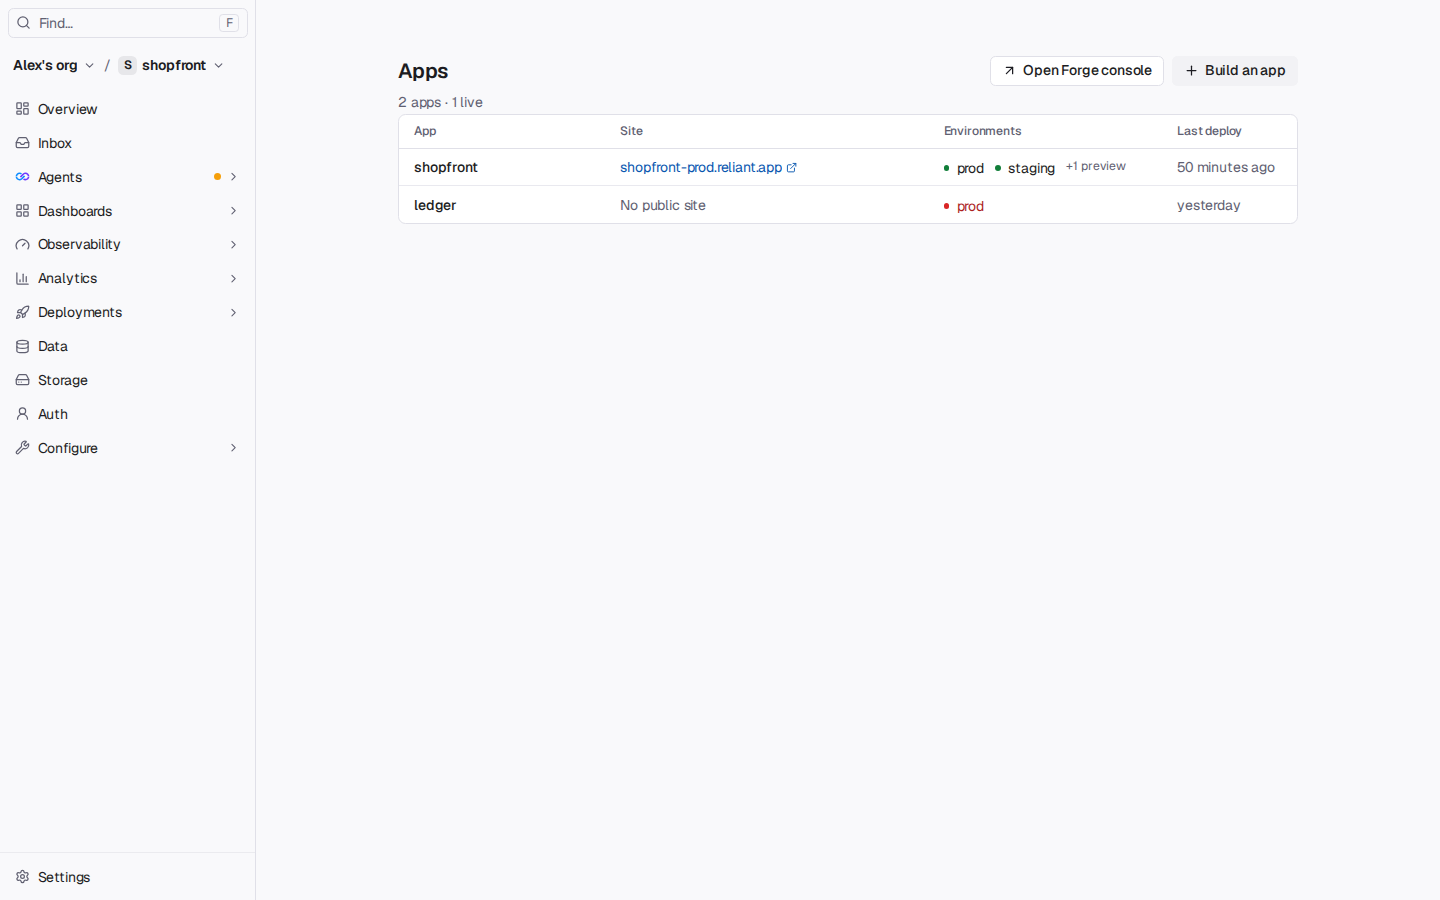 Find...
F
Alex's org / S shopfront
Overview
Inbox
Agents
Dashboards
Observability
Analytics
Deployments
Data
Storage
Auth
Configure
Settings
Apps
Open Forge console
Build an app
2 apps · 1 live
App Site Environments Last deploy
shopfront shopfront-prod.reliant.app prod staging +1 preview 50 minutes ago
ledger No public site prod yesterday